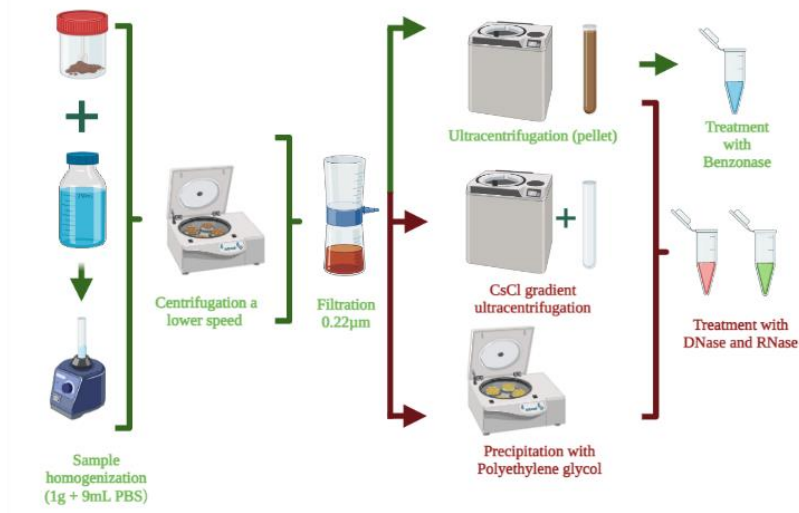 Sample
homogenization
(1g + 9mL PBS)
Centrifugation a
lower speed
Filtration
0.22µm
Ultracentrifugation (pellet)
Treatment
with
Benzonase
CsCl gradient
ultracentrifugation
Precipitation with
Polyethylene glycol
Treatment with
DNase and RNase